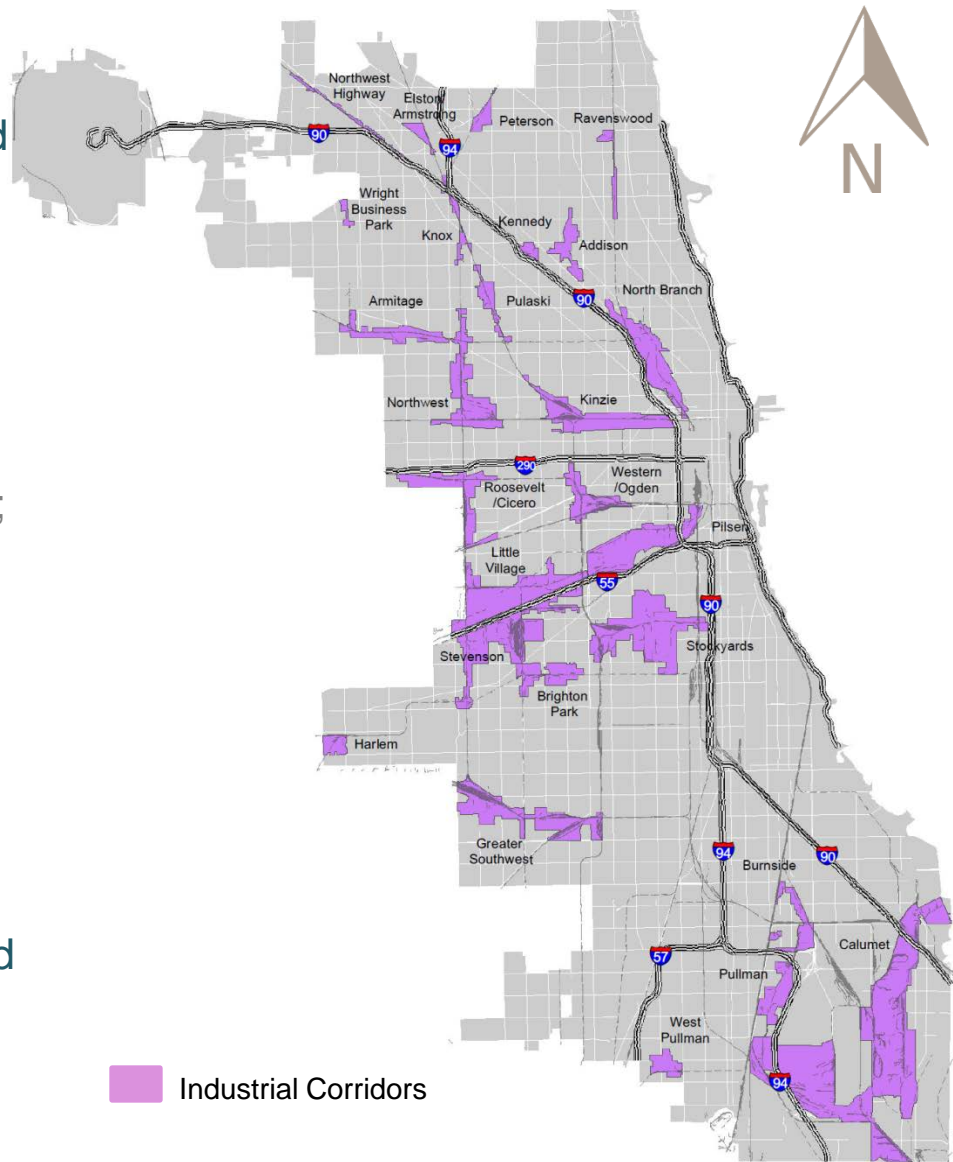 Northwest
Highway
Elston/
Armstrong
Peterson
Ravenswood
N
d
90
94
Wright
Business
Park
Knox
Kennedy
Addison
90
North Branch
Armitage
Pulaski
Northwest
Kinzie
290
Roosevelt
/Cicero
Western
/Ogden
;
Pilsen
Little
Village
55
90
Stevenson
Stockyards
Brighton
Park
Harlem
Greater
Southwest
94
90
Burnside
d
57
Calumet
Pullman
West
Pullman
94
Industrial Corridors